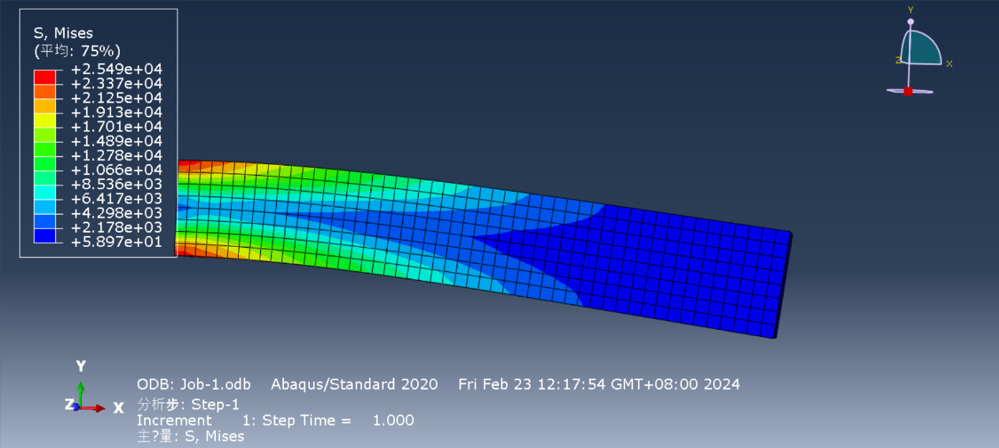 S, Mises
(平均: 75%)
+2.549e+04
+2.337e+04
+2.125e+04
+1.913e+04
+1.701e+04
+1.489e+04
+1.278e+04
+1.066e+04
+8.536e+03
+6.417e+03
+4.298e+03
+2.178e+03
+5.897e+01
Y
Z
X
Y
Z
X
ODB: Job-1.odb Abaqus/Standard 2020 Fri Feb 23 12:17:54 GMT+08:00 2024
分析步: Step-1
Increment 1: Step Time = 1.000
主?量: S, Mises